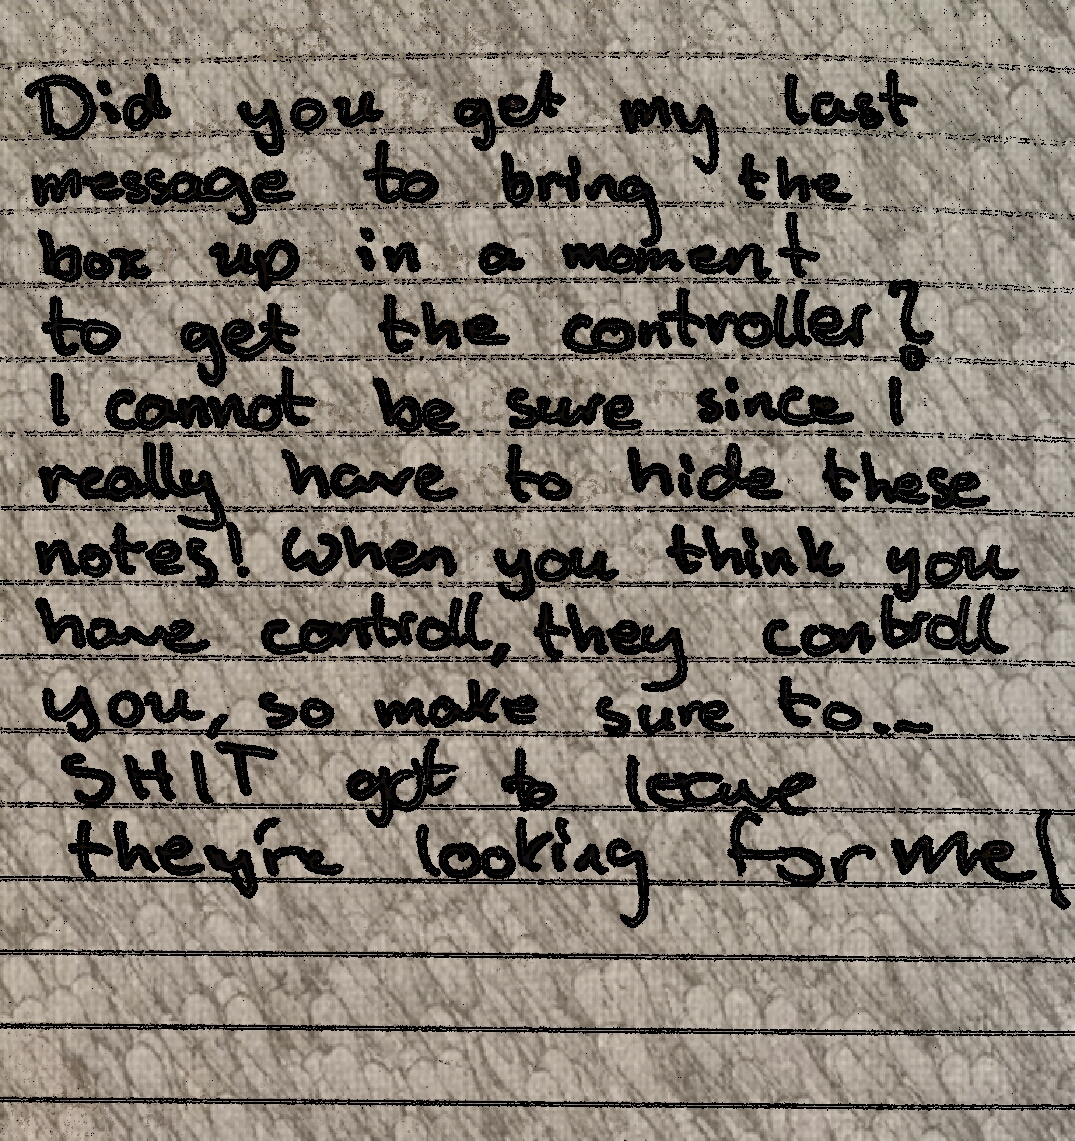 Did you get my last
message to bring the
box up in a moment
to get the controller?
I cannot be sure since I
really have to hide these
notes! When you think you
have controll, they controll
you, so make sure to...
SHIT got to leave
they're looking for me!